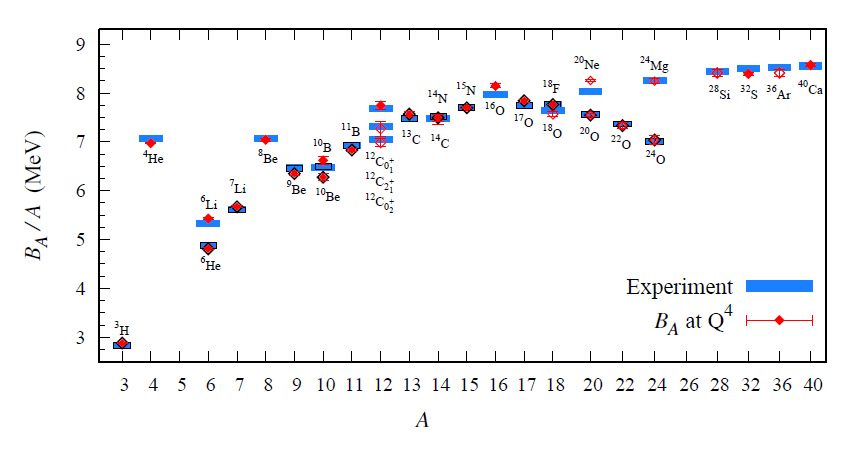 B_A / A (MeV)
9
8
7
6
5
4
3
³H
⁴He
⁶Li
⁶He
⁷Li
⁸Be
⁹Be
¹⁰B
¹⁰Be
¹¹B
¹²C₀₁⁺
¹²C₂₁⁺
¹²C₀₂⁺
¹³C
¹⁴N
¹⁴C
¹⁵N
¹⁶O
¹⁷O
¹⁸F
¹⁸O
²⁰Ne
²⁰O
²²O
²⁴Mg
²⁴O
²⁸Si
³²S
³⁶Ar
⁴⁰Ca
Experiment
B_A at Q⁴
3 4 5 6 7 8 9 10 11 12 13 14 15 16 17 18 20 22 24 26 28 32 36 40
A